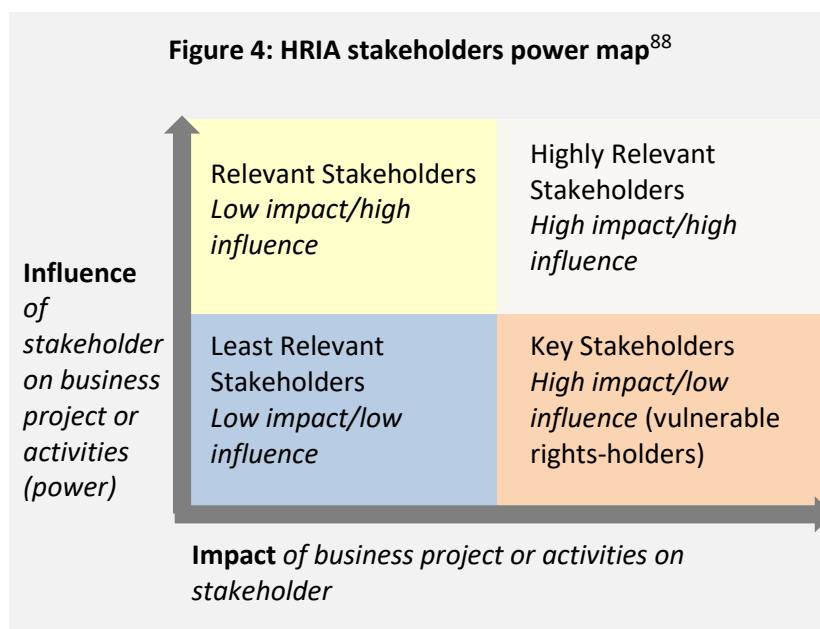 Figure 4: HRIA stakeholders power map88
Relevant Stakeholders
Low impact/high
influence
Highly Relevant
Stakeholders
High impact/high
influence
Influence
of
stakeholder
on business
project or
activities
(power)
Least Relevant
Stakeholders
Low impact/low
influence
Key Stakeholders
High impact/low
influence (vulnerable
rights-holders)
Impact of business project or activities on
stakeholder